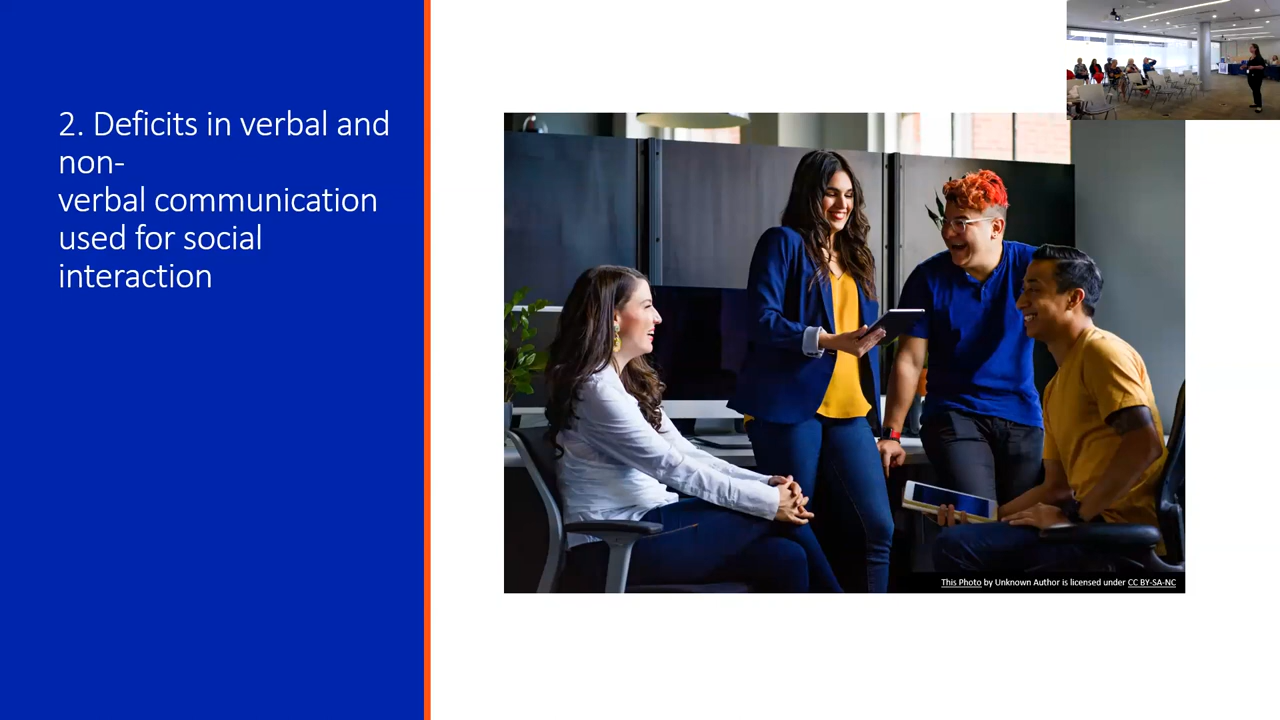 2. Deficits in verbal and
non-
verbal communication
used for social
interaction
This Photo by Unknown Author is licensed under CC BY-SA-NC